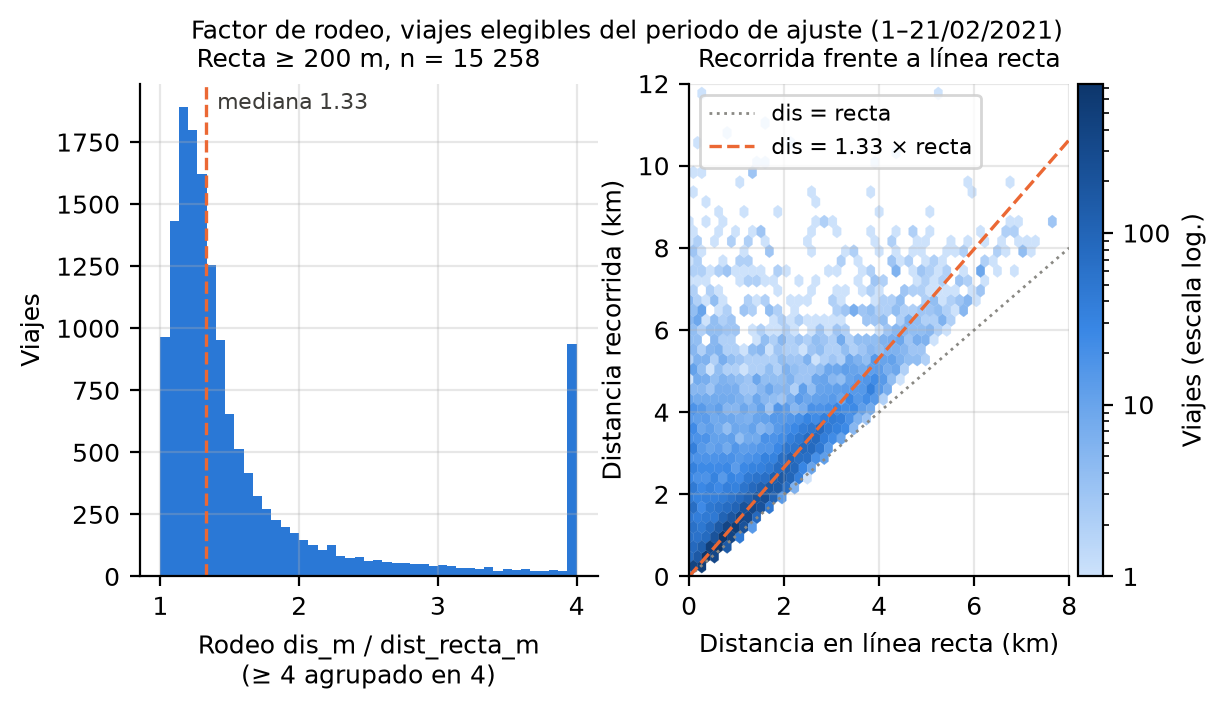 Factor de rodeo, viajes elegibles del periodo de ajuste (1–21/02/2021)
Recta ≥ 200 m, n = 15 258
mediana 1.33
Viajes
1750
1500
1250
1000
750
500
250
0
1
2
3
4
Rodeo dis_m / dist_recta_m
(≥ 4 agrupado en 4)
Recorrida frente a línea recta
dis = recta
dis = 1.33 × recta
Distancia recorrida (km)
12
10
8
6
4
2
0
0
2
4
6
8
Distancia en línea recta (km)
100
10
1
Viajes (escala log.)